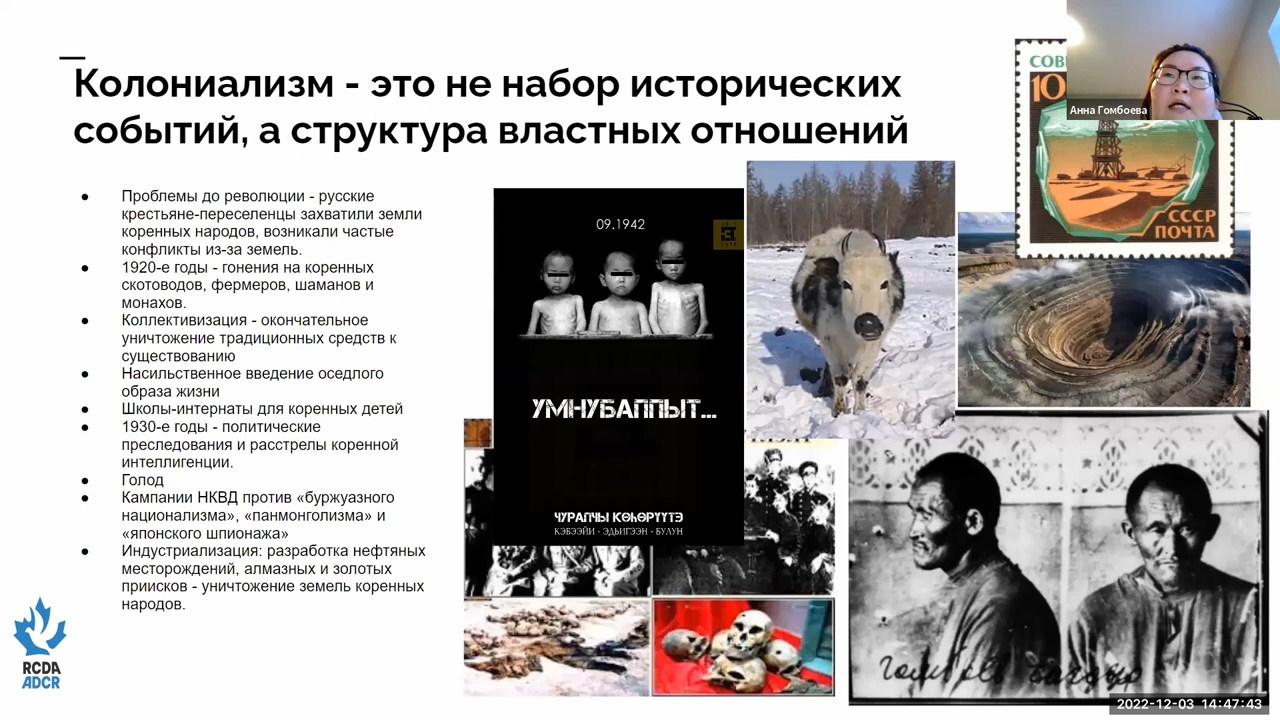 Колониализм - это не набор исторических
событий, а структура властных отношений
● Проблемы до революции - русские
крестьяне-переселенцы захватили земли
коренных народов, возникали частые
конфликты из-за земель.
● 1920-е годы - гонения на коренных
скотоводов, фермеров, шаманов и
монахов.
● Коллективизация - окончательное
уничтожение традиционных средств к
существованию
● Насильственное введение оседлого
образа жизни
● Школы-интернаты для коренных детей
● 1930-е годы - политические
преследования и расстрелы коренной
интеллигенции.
● Голод
● Кампании НКВД против «буржуазного
национализма», «панмонголизма» и
«японского шпионажа»
● Индустриализация: разработка нефтяных
месторождений, алмазных и золотых
приисков - уничтожение земель коренных
народов.
RCDA
ADCR
09.1942
УМНУБАППЫТ...
ЧУРАПЧЫ КӨҺӨРҮҮТЭ
КЭБЭЭЙИ - ЭДЬИГЭЭН - БУЛУН
СОВ
10
СССР
ПОЧТА
Анна Гомбоева
2022-12-03 14:47:43